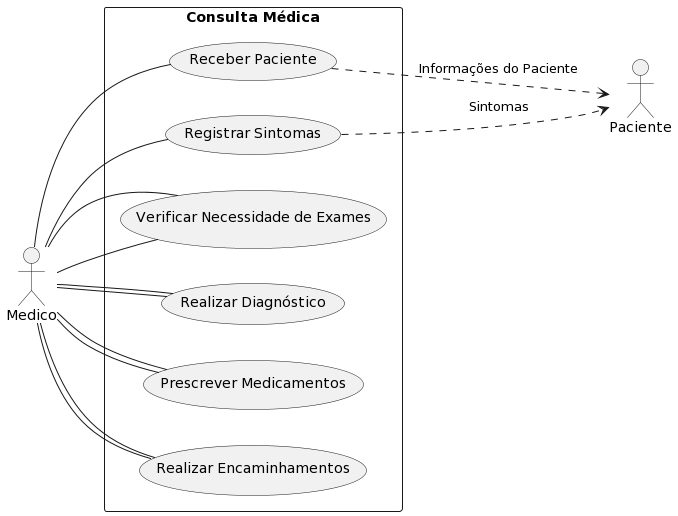 Consulta Médica
Receber Paciente
Informações do Paciente
Registrar Sintomas
Sintomas
Paciente
Verificar Necessidade de Exames
Realizar Diagnóstico
Medico
Prescrever Medicamentos
Realizar Encaminhamentos